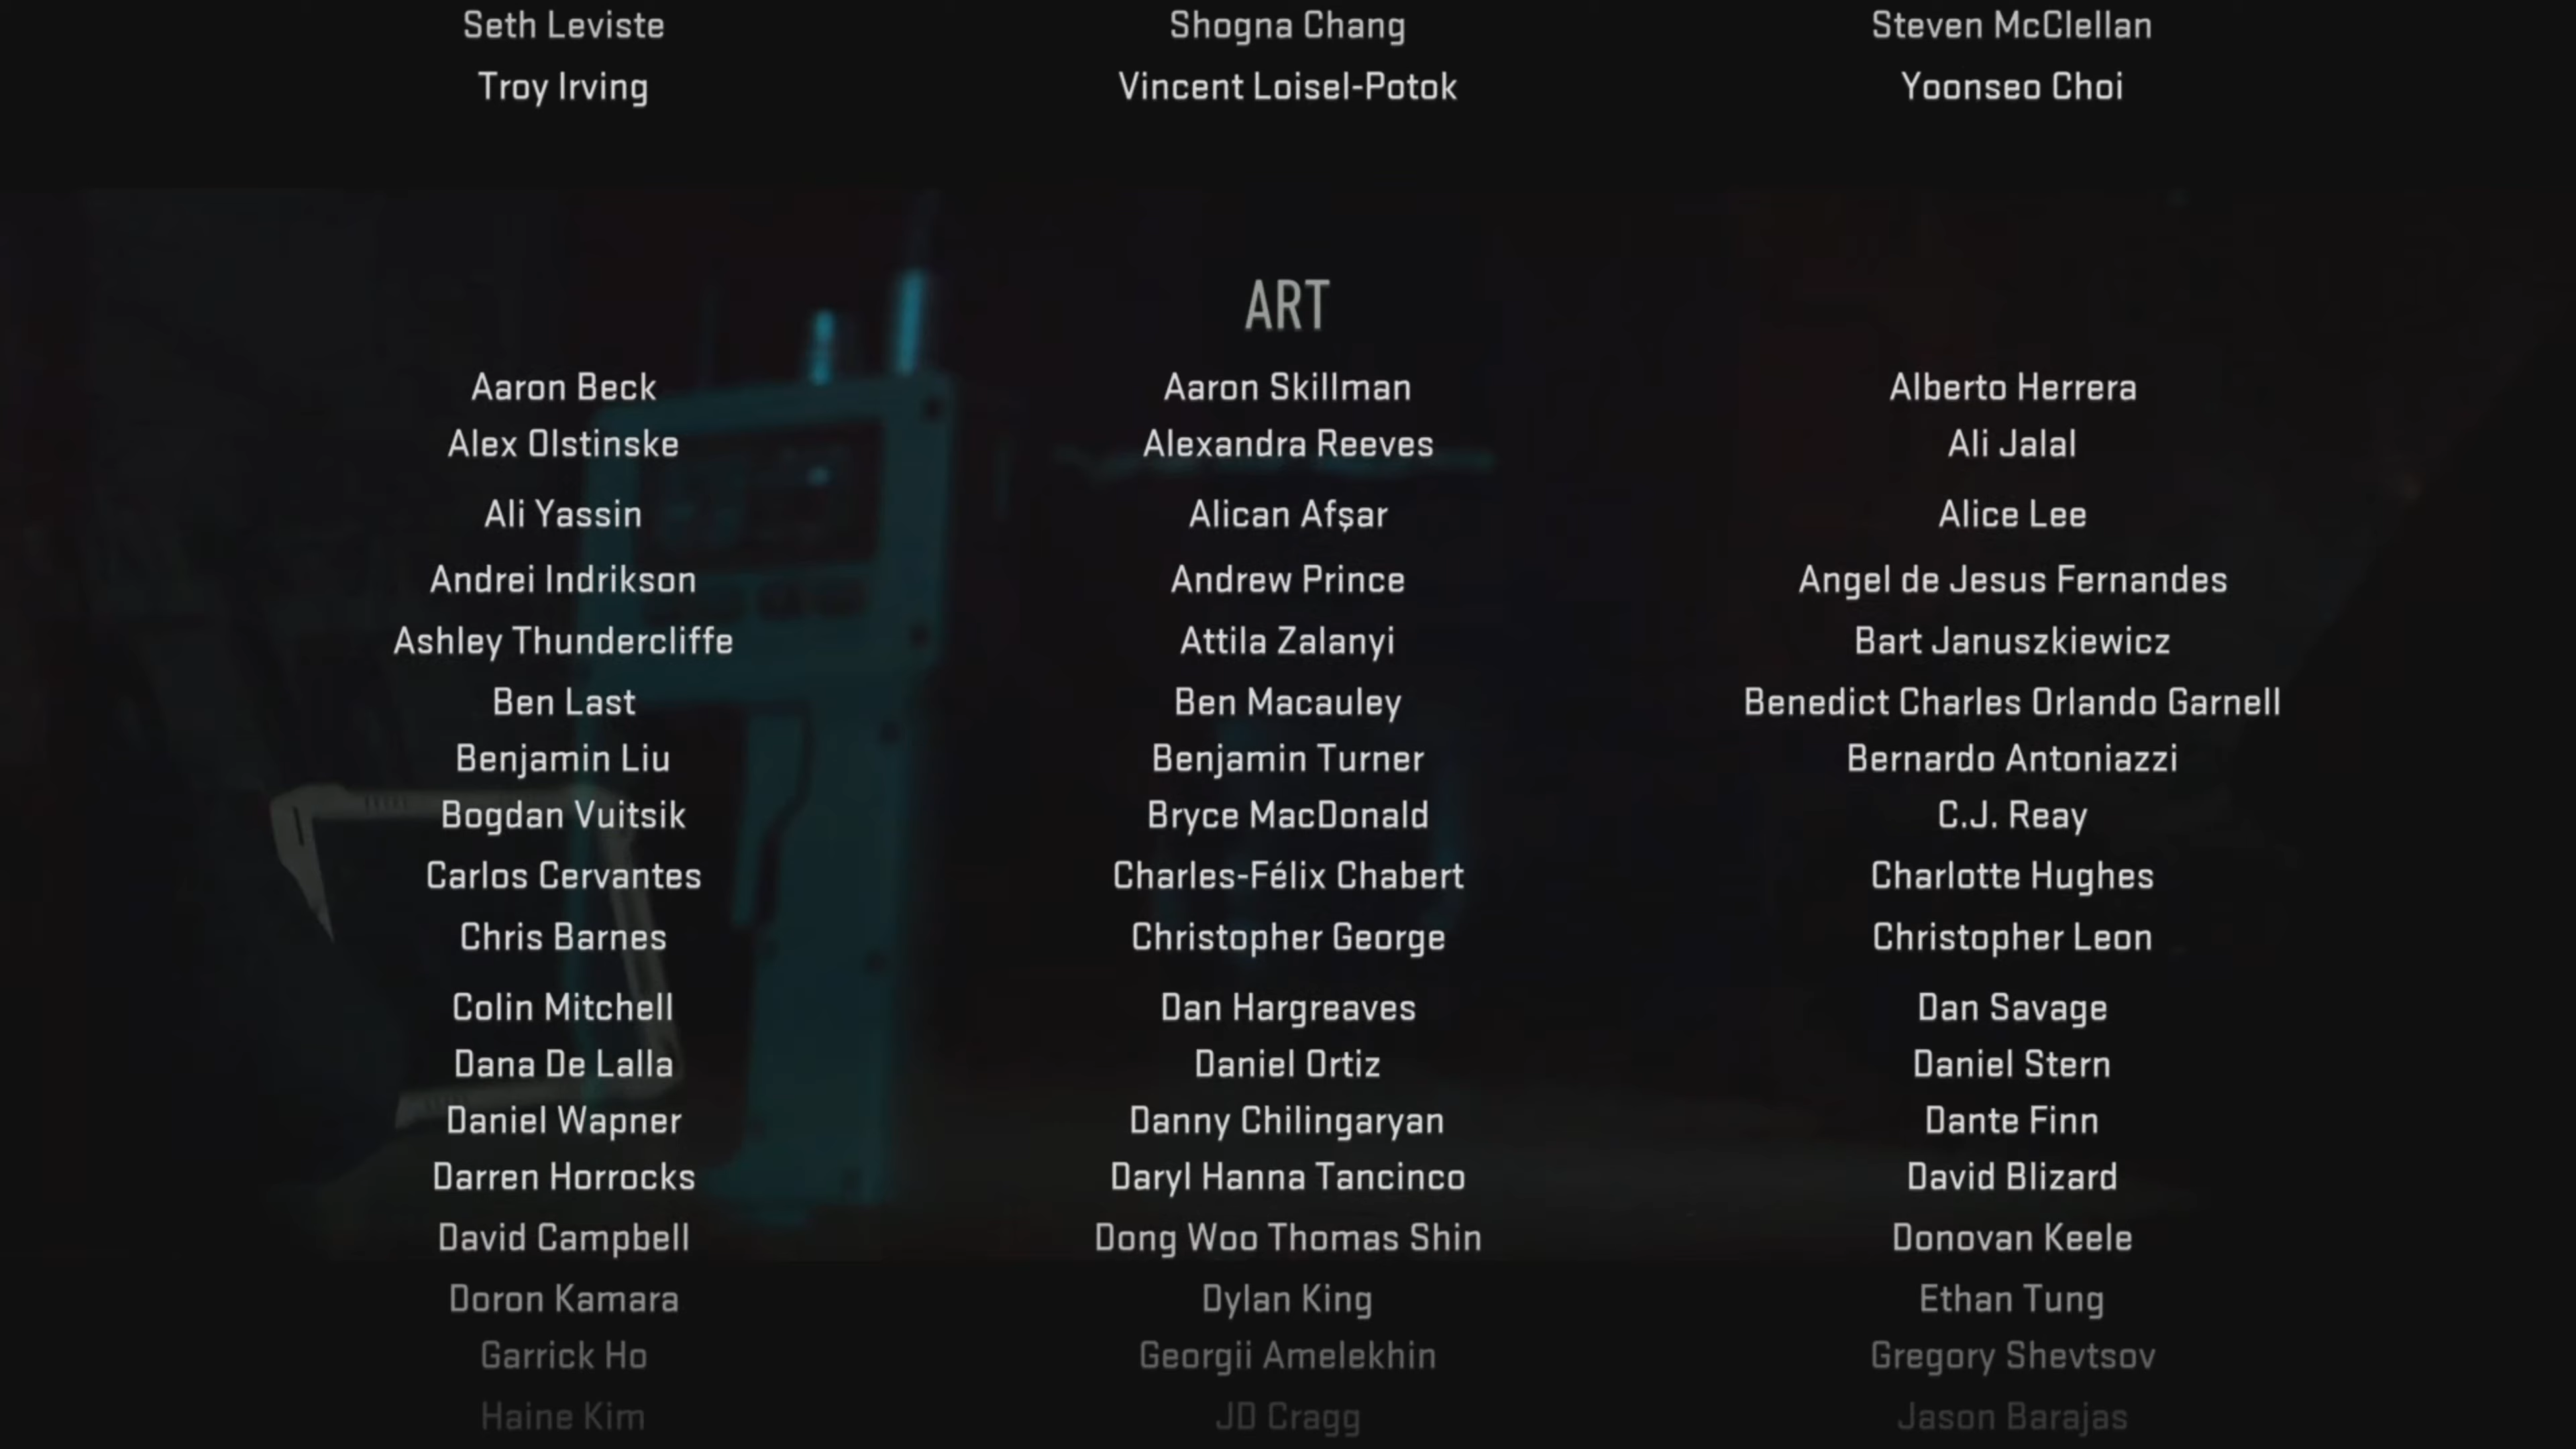 Seth Leviste Shogna Chang Steven McClellan
Troy Irving Vincent Loisel-Potok Yoonseo Choi
ART
Aaron Beck Aaron Skillman Alberto Herrera
Alex Olstinske Alexandra Reeves Ali Jalal
Ali Yassin Alican Afşar Alice Lee
Andrei Indrikson Andrew Prince Angel de Jesus Fernandes
Ashley Thundercliffe Attila Zalanyi Bart Januszkiewicz
Ben Last Ben Macauley Benedict Charles Orlando Garnell
Benjamin Liu Benjamin Turner Bernardo Antoniazzi
Bogdan Vuitsik Bryce MacDonald C.J. Reay
Carlos Cervantes Charles-Félix Chabert Charlotte Hughes
Chris Barnes Christopher George Christopher Leon
Colin Mitchell Dan Hargreaves Dan Savage
Dana De Lalla Daniel Ortiz Daniel Stern
Daniel Wapner Danny Chilingaryan Dante Finn
Darren Horrocks Daryl Hanna Tancinco David Blizard
David Campbell Dong Woo Thomas Shin Donovan Keele
Doron Kamara Dylan King Ethan Tung
Garrick Ho Georgii Amelekhin Gregory Shevtsov
Haine Kim JD Cragg Jason Barajas